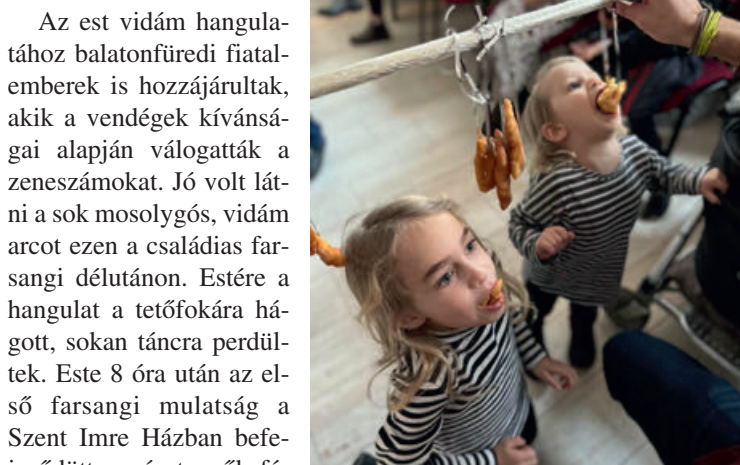 Az est vidám hangula-
tához balatonfüredi fiatal-
emberek is hozzájárultak,
akik a vendégek kívánsá-
gai alapján válogatták a
zeneszámokat. Jó volt lát-
ni a sok mosolygós, vidám
arcot ezen a családias far-
sangi délutánon. Estére a
hangulat a tetőfokára há-
gott, sokan táncra perdül-
tek. Este 8 óra után az el-
ső farsangi mulatság a
Szent Imre Házban befe-